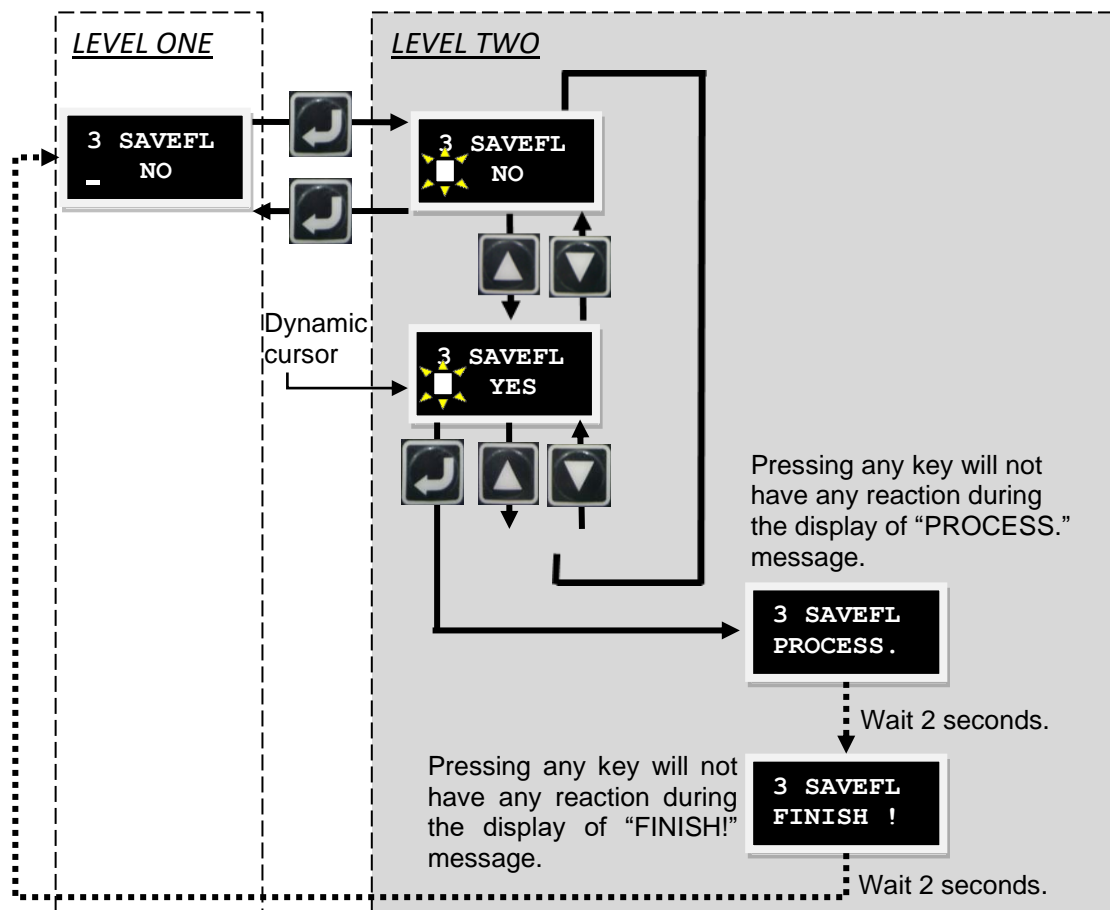 LEVEL ONE
LEVEL TWO
3 SAVEFL
_ NO
3 SAVEFL
NO
Dynamic
cursor
3 SAVEFL
YES
Pressing any key will not
have any reaction during
the display of “PROCESS.”
message.
3 SAVEFL
PROCESS.
Wait 2 seconds.
Pressing any key will not
have any reaction during
the display of “FINISH!”
message.
3 SAVEFL
FINISH !
Wait 2 seconds.